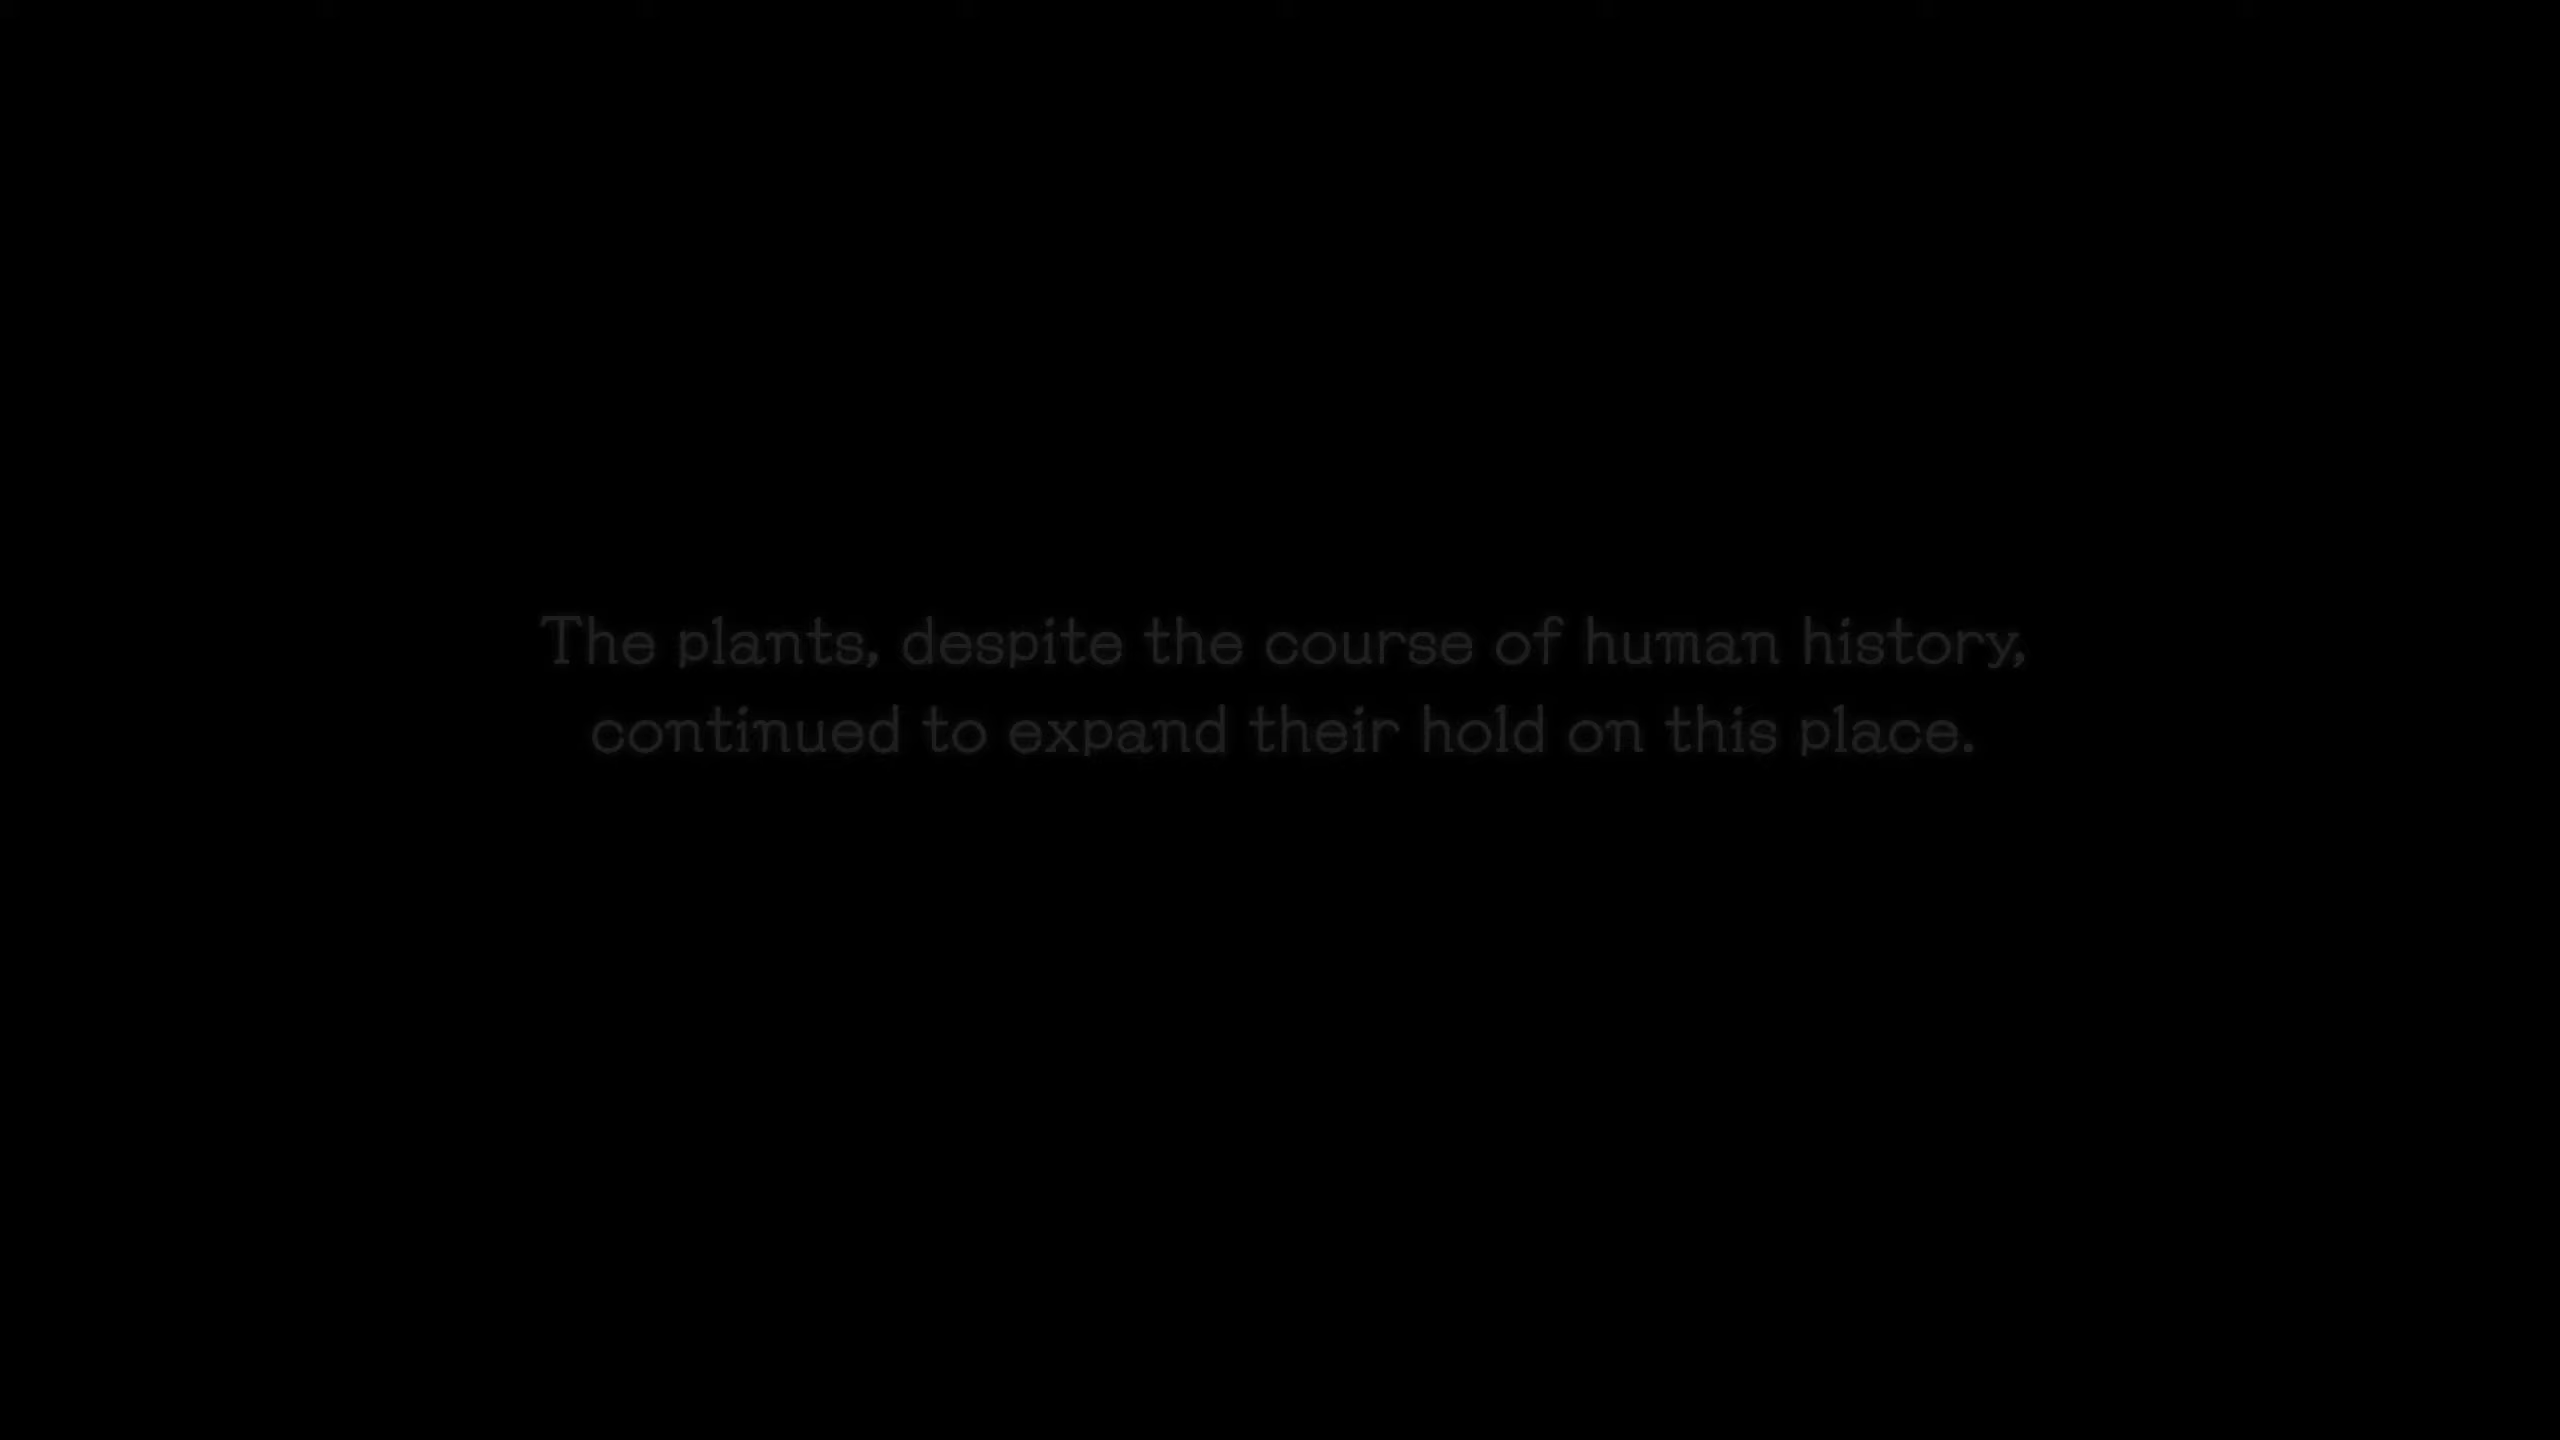 The plants, despite the course of human history,
continued to expand their hold on this place.